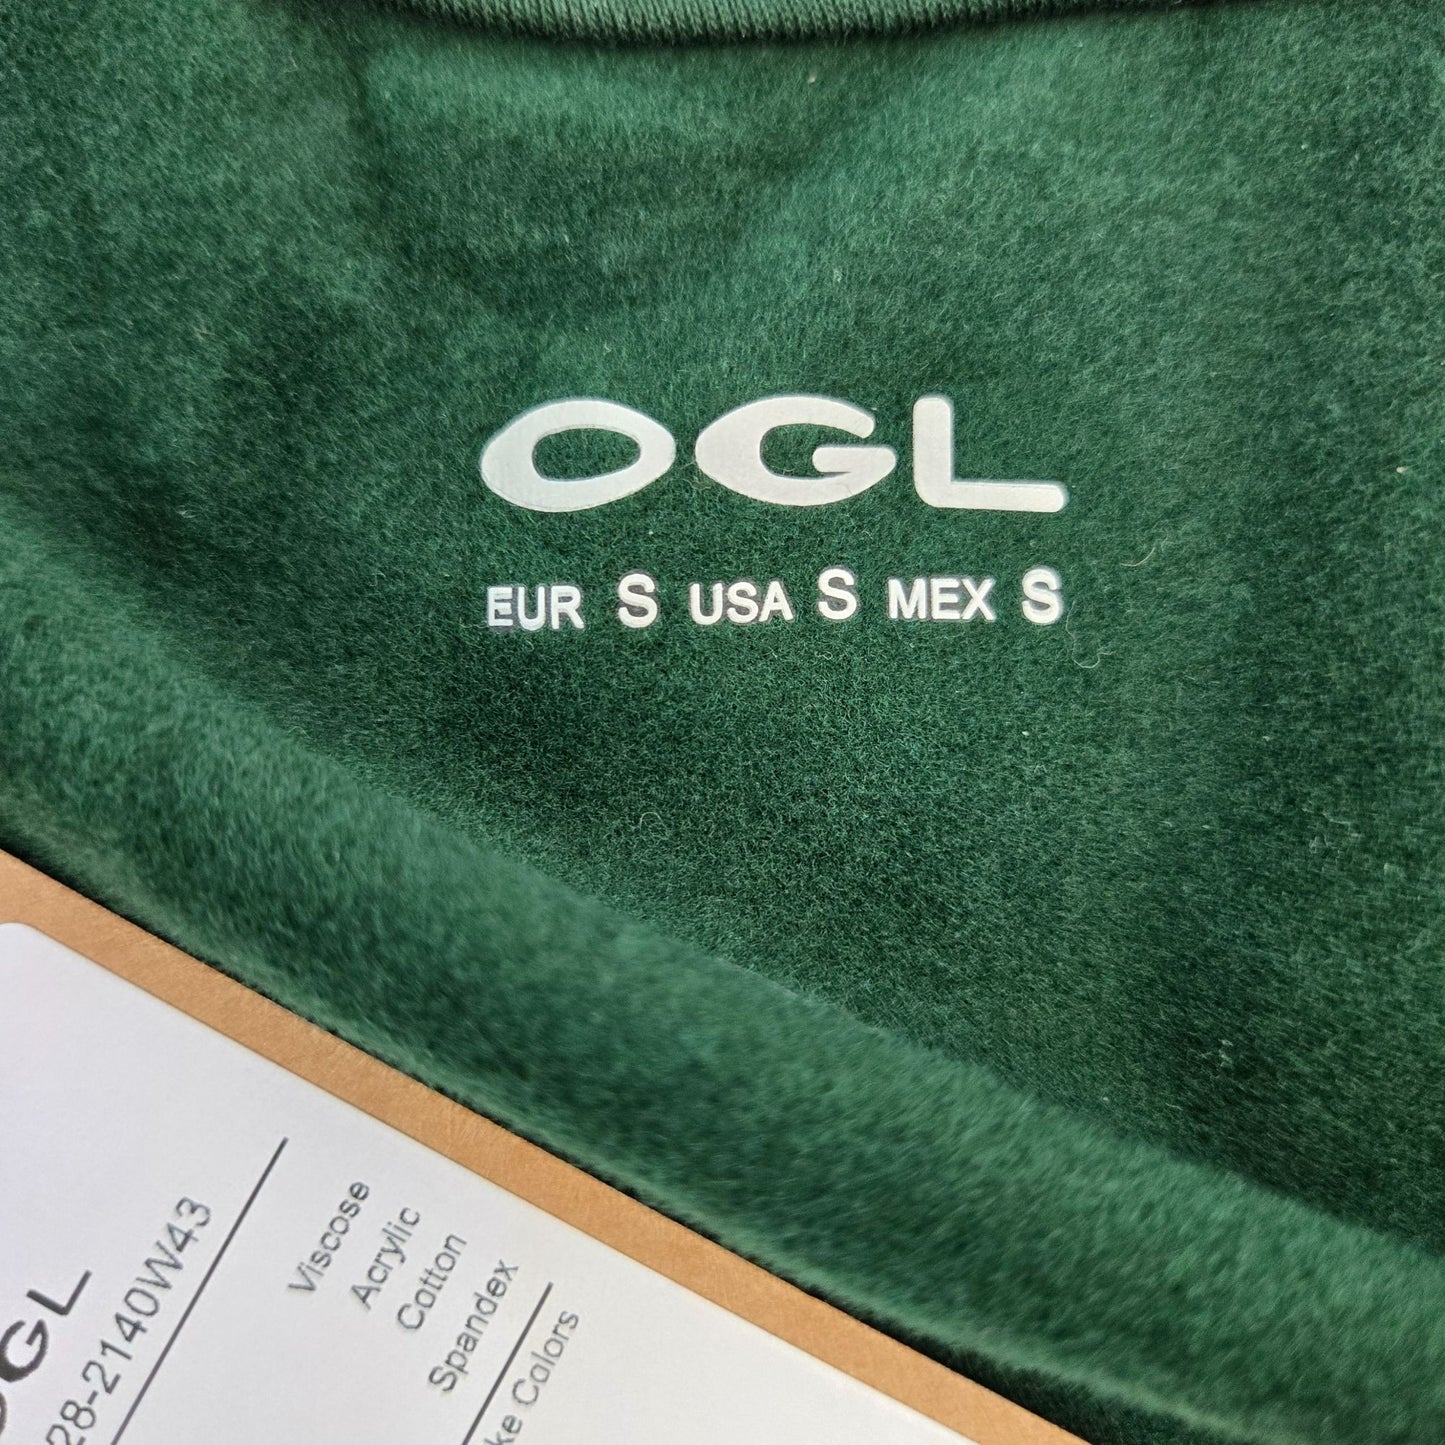 OGL
EUR S USA S MEX S
OGL
28-2140W43
Viscose
Acrylic
Cotton
Spandex
ke Colors